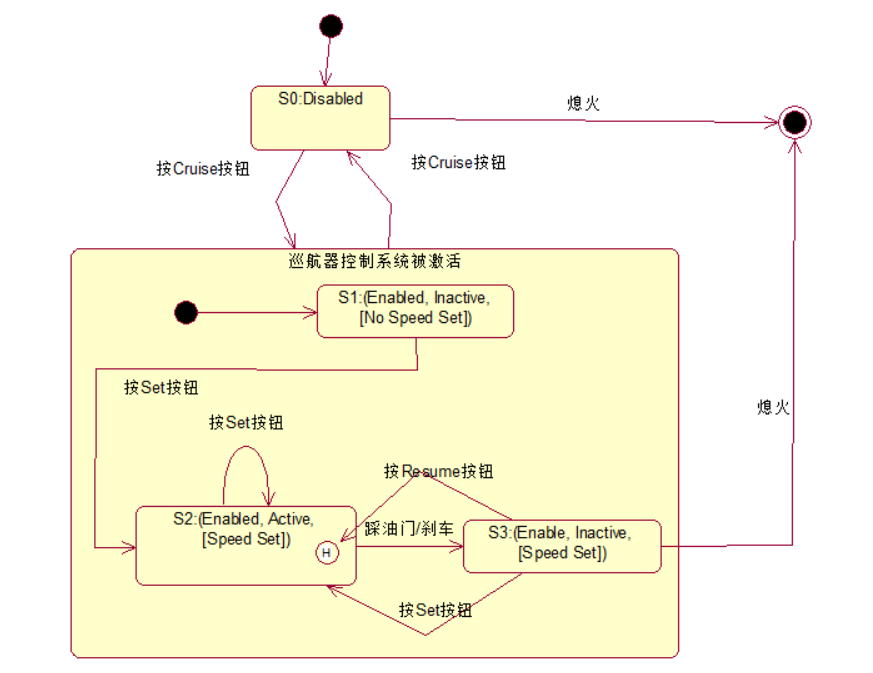 S0:Disabled
熄火
按Cruise按钮
按Cruise按钮
巡航器控制系统被激活
S1:(Enabled, Inactive,
[No Speed Set])
按Set按钮
熄火
按Set按钮
按Resume按钮
S2:(Enabled, Active,
[Speed Set])
H
踩油门/刹车
S3:(Enable, Inactive,
[Speed Set])
按Set按钮